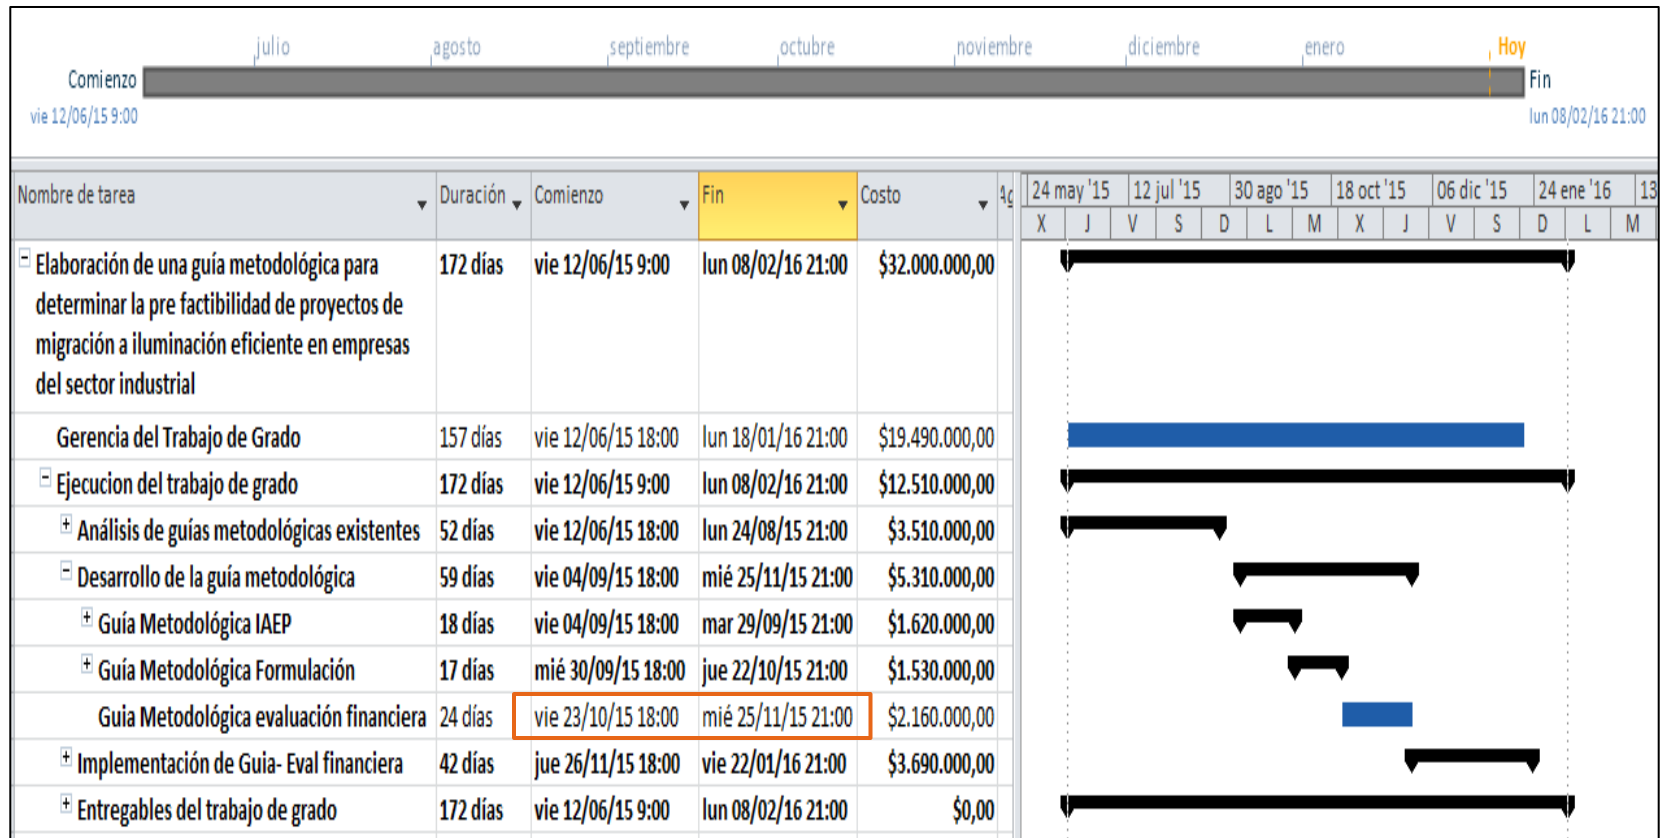 julio agosto septiembre octubre noviembre diciembre enero Hoy
Comienzo Fin
vie 12/06/15 9:00 lun 08/02/16 21:00
Nombre de tarea Duración Comienzo Fin Costo 24 may '15 12 jul '15 30 ago '15 18 oct '15 06 dic '15 24 ene '16 13
X J V S D L M X J V S D L M
Elaboración de una guía metodológica para 172 días vie 12/06/15 9:00 lun 08/02/16 21:00 $32.000.000,00
determinar la pre factibilidad de proyectos de
migración a iluminación eficiente en empresas
del sector industrial
Gerencia del Trabajo de Grado 157 días vie 12/06/15 18:00 lun 18/01/16 21:00 $19.490.000,00
Ejecucion del trabajo de grado 172 días vie 12/06/15 9:00 lun 08/02/16 21:00 $12.510.000,00
Análisis de guías metodológicas existentes 52 días vie 12/06/15 18:00 lun 24/08/15 21:00 $3.510.000,00
Desarrollo de la guía metodológica 59 días vie 04/09/15 18:00 mié 25/11/15 21:00 $5.310.000,00
Guía Metodológica IAEP 18 días vie 04/09/15 18:00 mar 29/09/15 21:00 $1.620.000,00
Guía Metodológica Formulación 17 días mié 30/09/15 18:00 jue 22/10/15 21:00 $1.530.000,00
Guia Metodológica evaluación financiera 24 días vie 23/10/15 18:00 mié 25/11/15 21:00 $2.160.000,00
Implementación de Guia- Eval financiera 42 días jue 26/11/15 18:00 vie 22/01/16 21:00 $3.690.000,00
Entregables del trabajo de grado 172 días vie 12/06/15 9:00 lun 08/02/16 21:00 $0,00